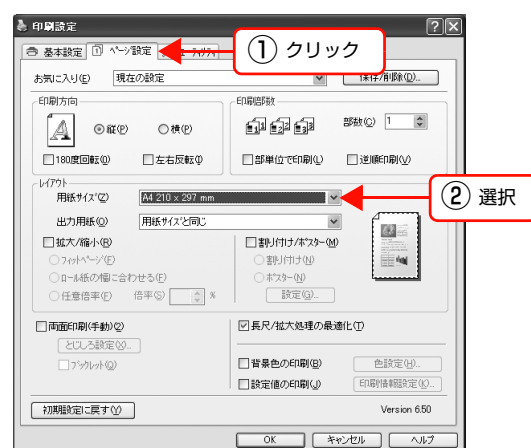 印刷設定
基本設定 ページ設定 ユーティリティ
① クリック
お気に入り(E) 現在の設定 保存/削除(D)...
印刷方向
縦(P) 横(P)
180度回転(O) 左右反転(I)
印刷部数
部数(C) 1
部単位で印刷(L) 逆順印刷(V)
レイアウト
用紙サイズ(Z) A4 210 x 297 mm
② 選択
出力用紙(O) 用紙サイズと同じ
拡大/縮小(R)
フィットページ(F)
ロール紙の幅に合わせる(F)
任意倍率(F) 倍率(S) %
割り付け/ポスター(M)
割り付け(N)
ポスター(N)
設定(G)...
両面印刷(手動)(2)
とじしろ設定(X)...
ブックレット(Q)
長尺/拡大処理の最適化(T)
背景色の印刷(B) 色設定(H)...
設定値の印刷(J) 印刷情報設定(K)...
初期設定に戻す(Y) Version 6.50
OK キャンセル ヘルプ